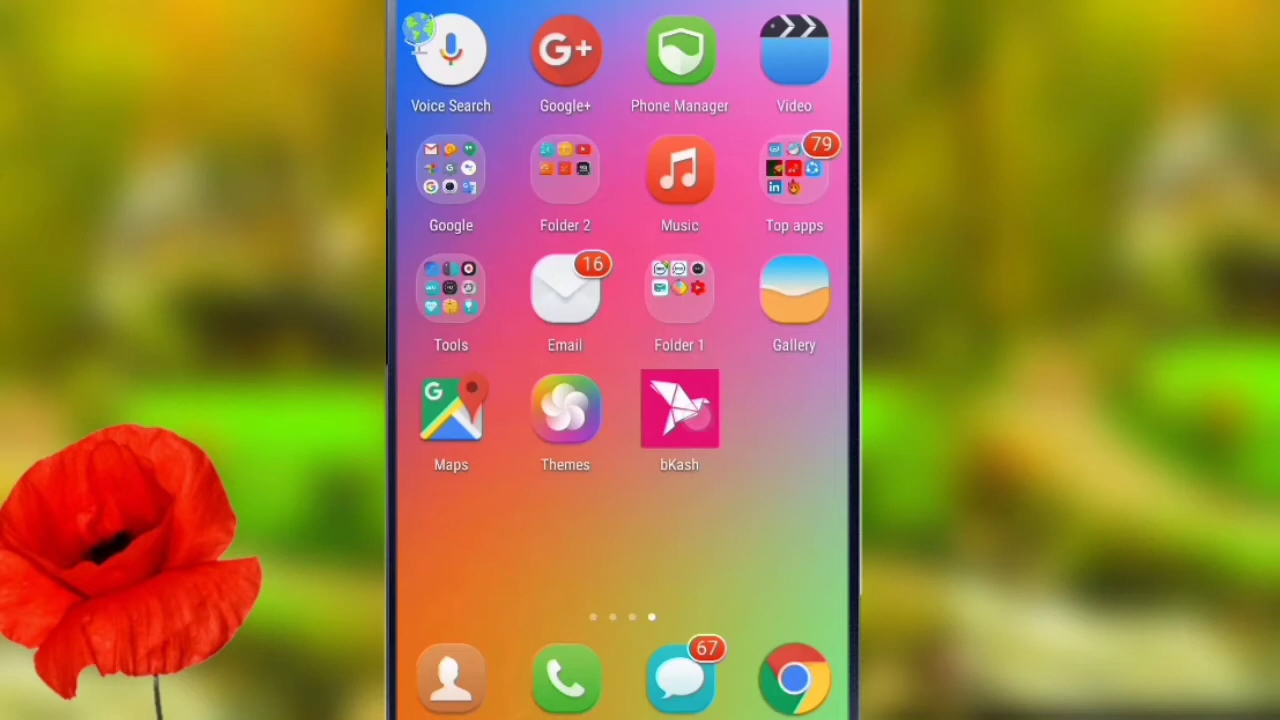 G+
Voice Search
Google+
Phone Manager
Video
79
Google
Folder 2
Music
Top apps
16
Tools
Email
Folder 1
Gallery
G
Maps
Themes
bKash
67